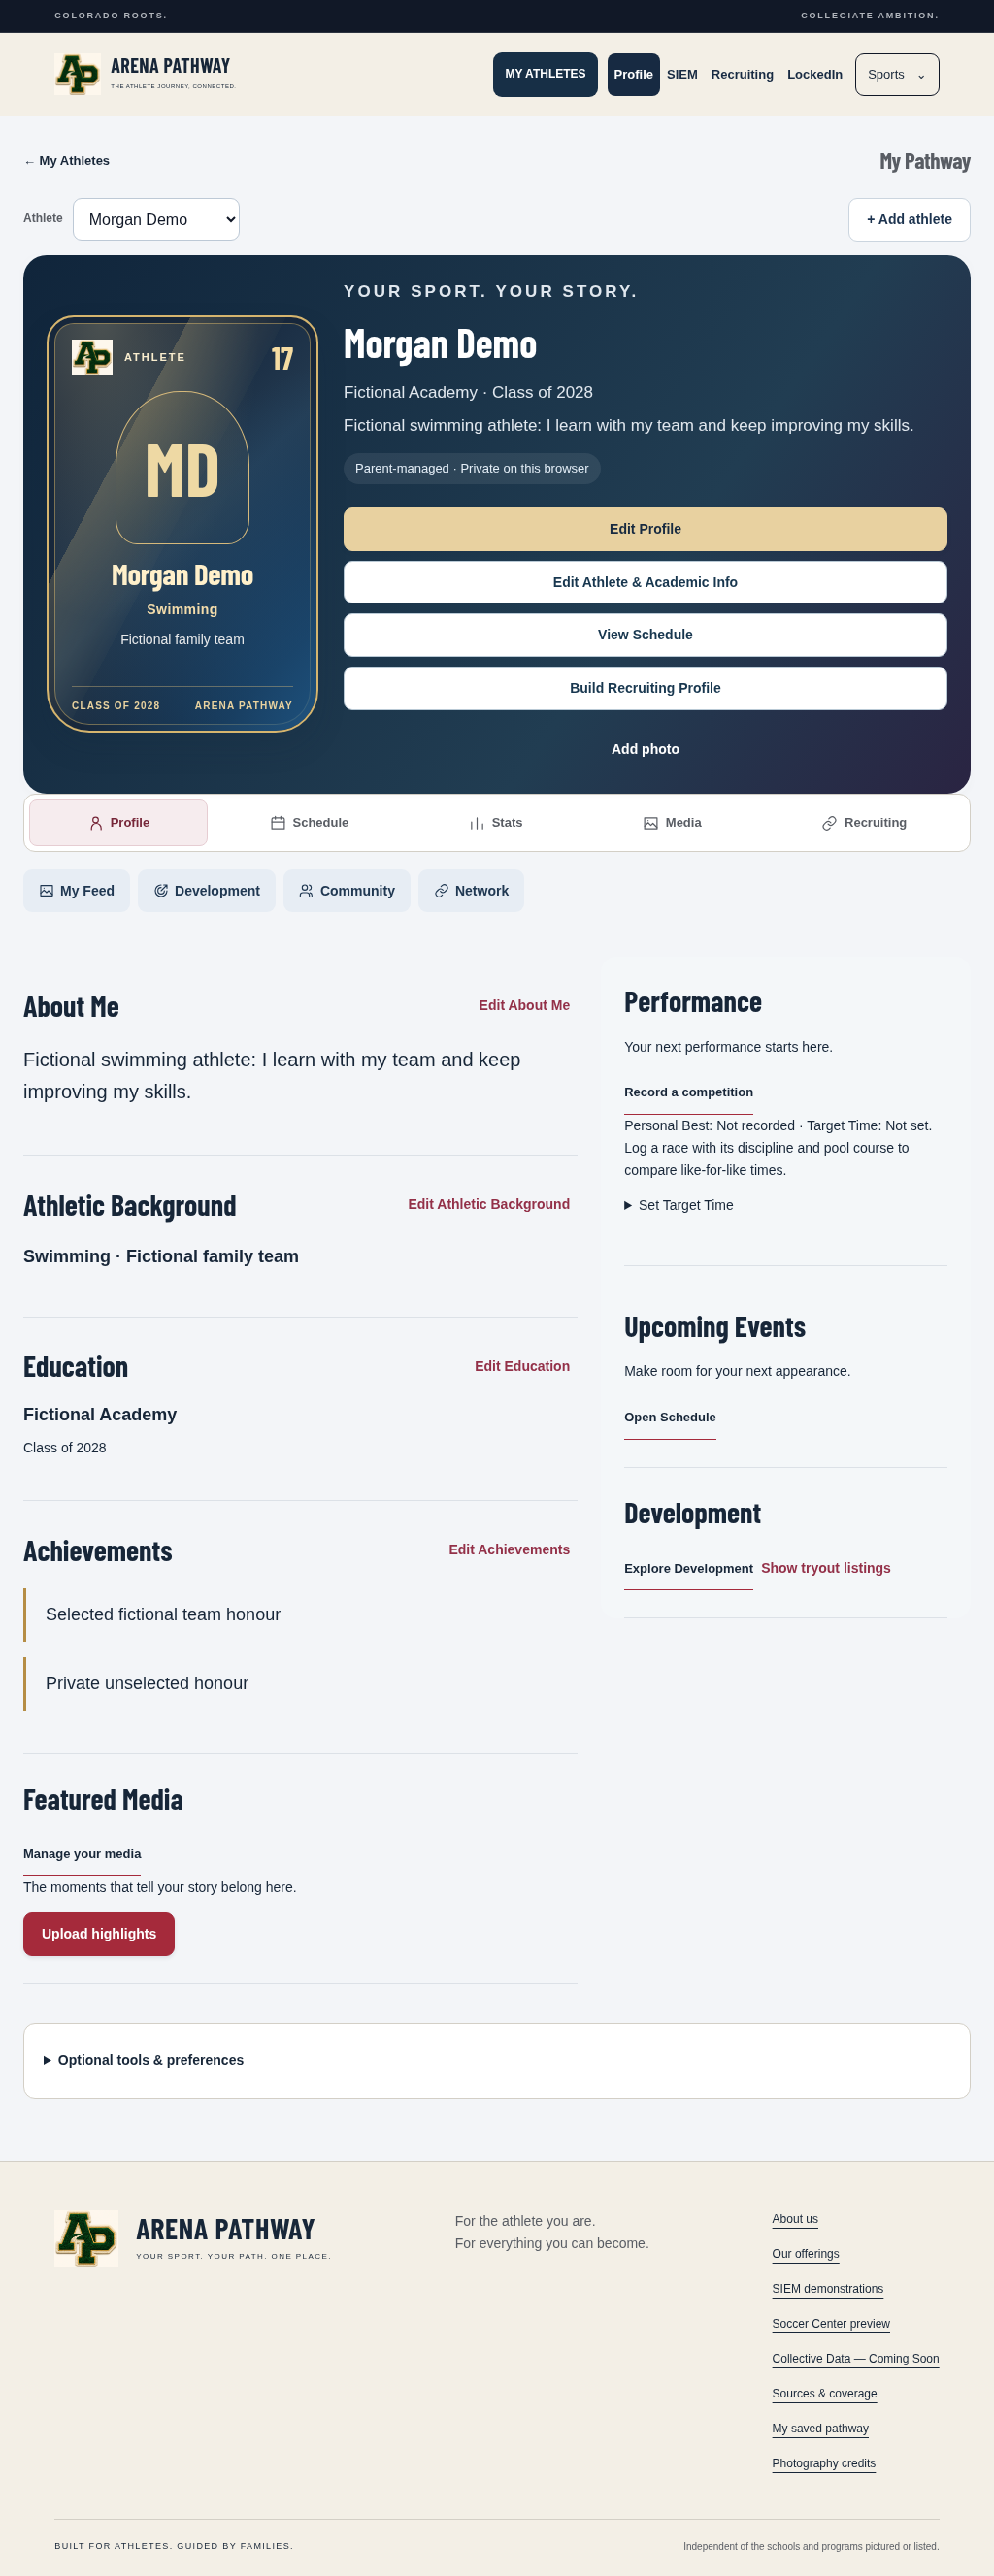 COLORADO ROOTS.
COLLEGIATE AMBITION.
AP
ARENA PATHWAY
THE ATHLETE JOURNEY, CONNECTED.
MY ATHLETES
Profile
SIEM
Recruiting
LockedIn
Sports
← My Athletes
My Pathway
Athlete
Morgan Demo
+ Add athlete
AP
ATHLETE
17
MD
Morgan Demo
Swimming
Fictional family team
CLASS OF 2028
ARENA PATHWAY
YOUR SPORT. YOUR STORY.
Morgan Demo
Fictional Academy · Class of 2028
Fictional swimming athlete: I learn with my team and keep improving my skills.
Parent-managed · Private on this browser
Edit Profile
Edit Athlete & Academic Info
View Schedule
Build Recruiting Profile
Add photo
Profile
Schedule
Stats
Media
Recruiting
My Feed
Development
Community
Network
About Me
Edit About Me
Fictional swimming athlete: I learn with my team and keep
improving my skills.
Athletic Background
Edit Athletic Background
Swimming · Fictional family team
Education
Edit Education
Fictional Academy
Class of 2028
Achievements
Edit Achievements
Selected fictional team honour
Private unselected honour
Featured Media
Manage your media
The moments that tell your story belong here.
Upload highlights
Performance
Your next performance starts here.
Record a competition
Personal Best: Not recorded · Target Time: Not set.
Log a race with its discipline and pool course to
compare like-for-like times.
Set Target Time
Upcoming Events
Make room for your next appearance.
Open Schedule
Development
Explore Development
Show tryout listings
Optional tools & preferences
AP
ARENA PATHWAY
YOUR SPORT. YOUR PATH. ONE PLACE.
For the athlete you are.
For everything you can become.
About us
Our offerings
SIEM demonstrations
Soccer Center preview
Collective Data — Coming Soon
Sources & coverage
My saved pathway
Photography credits
BUILT FOR ATHLETES. GUIDED BY FAMILIES.
Independent of the schools and programs pictured or listed.